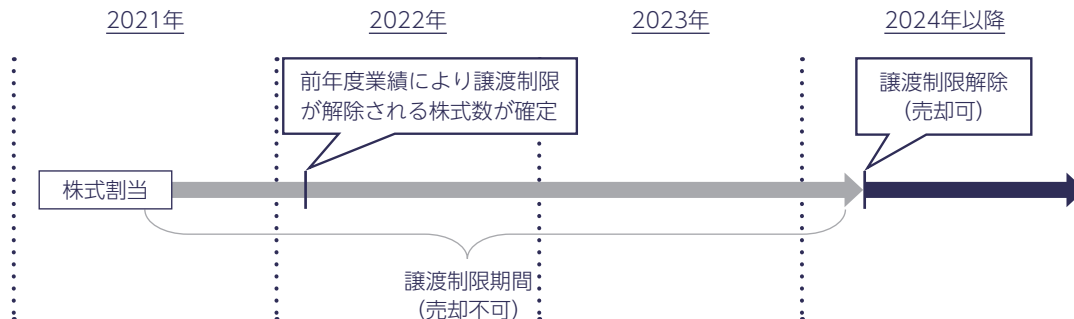 2021年
2022年
2023年
2024年以降
前年度業績により譲渡制限
が解除される株式数が確定
譲渡制限解除
(売却可)
株式割当
譲渡制限期間
(売却不可)